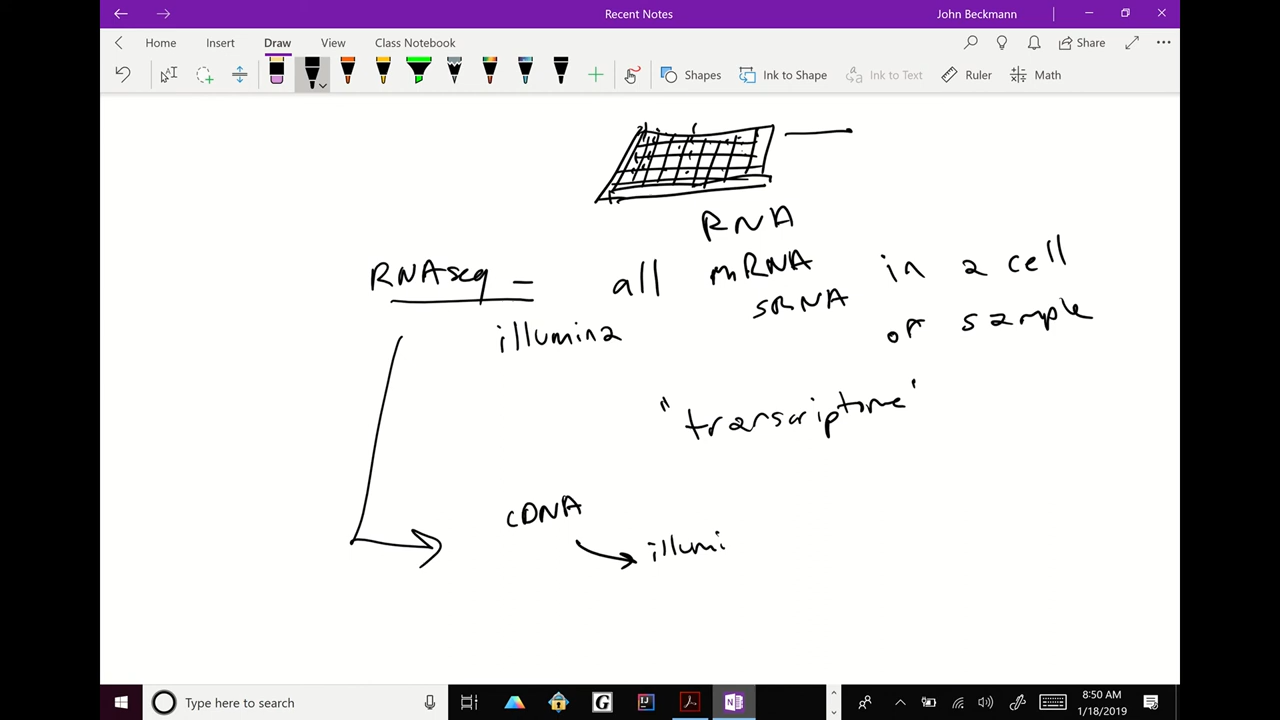 Recent Notes
John Beckmann
Home Insert Draw View Class Notebook
Share
Shapes Ink to Shape Ink to Text Ruler Math
RNA
RNAseq = all mRNA in a cell
sRNA
illumina or sample
"transcriptome"
cDNA
illumi
Type here to search
8:50 AM
1/18/2019